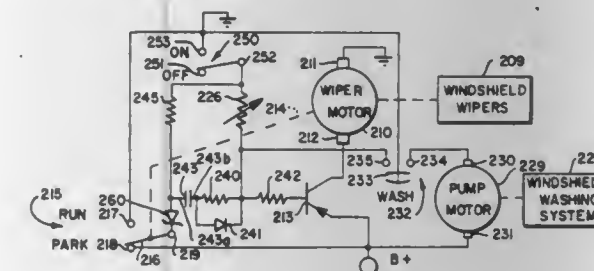 253
ON
250
251
OFF
252
211
209
245
226
214
WIPER
MOTOR
WINDSHIELD
WIPERS
210
212
243
243b
240
242
235
234
230
229
22
215
260
233
WASH
232
PUMP
MOTOR
WINDSHIELD
WASHING
SYSTEM
RUN
217
213
241
PARK
218
216
219
243a
231
B+